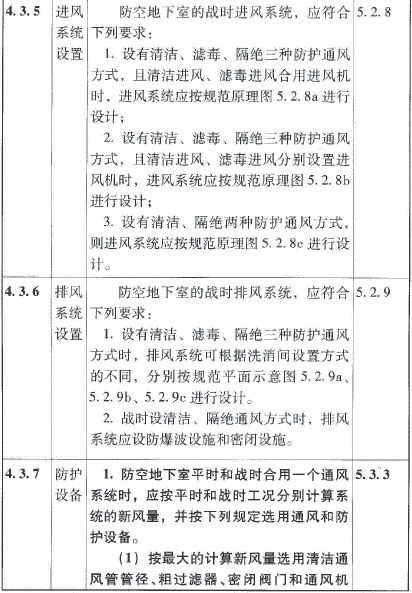 4.3.5 进风 防空地下室的战时进风系统，应符合 5.2.8
系统 下列要求：
设置 1. 设有清洁、滤毒、隔绝三种防护通风
方式，且清洁进风、滤毒进风合用进风机
时，进风系统应按规范原理图 5.2.8a 进行
设计；
2. 设有清洁、滤毒、隔绝三种防护通风
方式，且清洁进风、滤毒进风分别设置进
风机时，进风系统应按规范原理图 5.2.8b
进行设计；
3. 设有清洁、隔绝两种防护通风方式，
则进风系统应按规范原理图 5.2.8c 进行设
计。
4.3.6 排风 防空地下室的战时排风系统，应符合 5.2.9
系统 下列要求：
设置 1. 设有清洁、滤毒、隔绝三种防护通风
方式时，排风系统可根据洗消间设置方式
的不同，分别按规范平面示意图 5.2.9a、
5.2.9b、5.2.9c 进行设计。
2. 战时设清洁、隔绝通风方式时，排风
系统应设防爆波设施和密闭设施。
4.3.7 防护 1. 防空地下室平时和战时合用一个通风 5.3.3
设备 系统时，应按平时和战时工况分别计算系
统的新风量，并按下列规定选用通风和防
护设备。
（1）按最大的计算新风量选用清洁通
风管管径、粗过滤器、密闭阀门和通风机